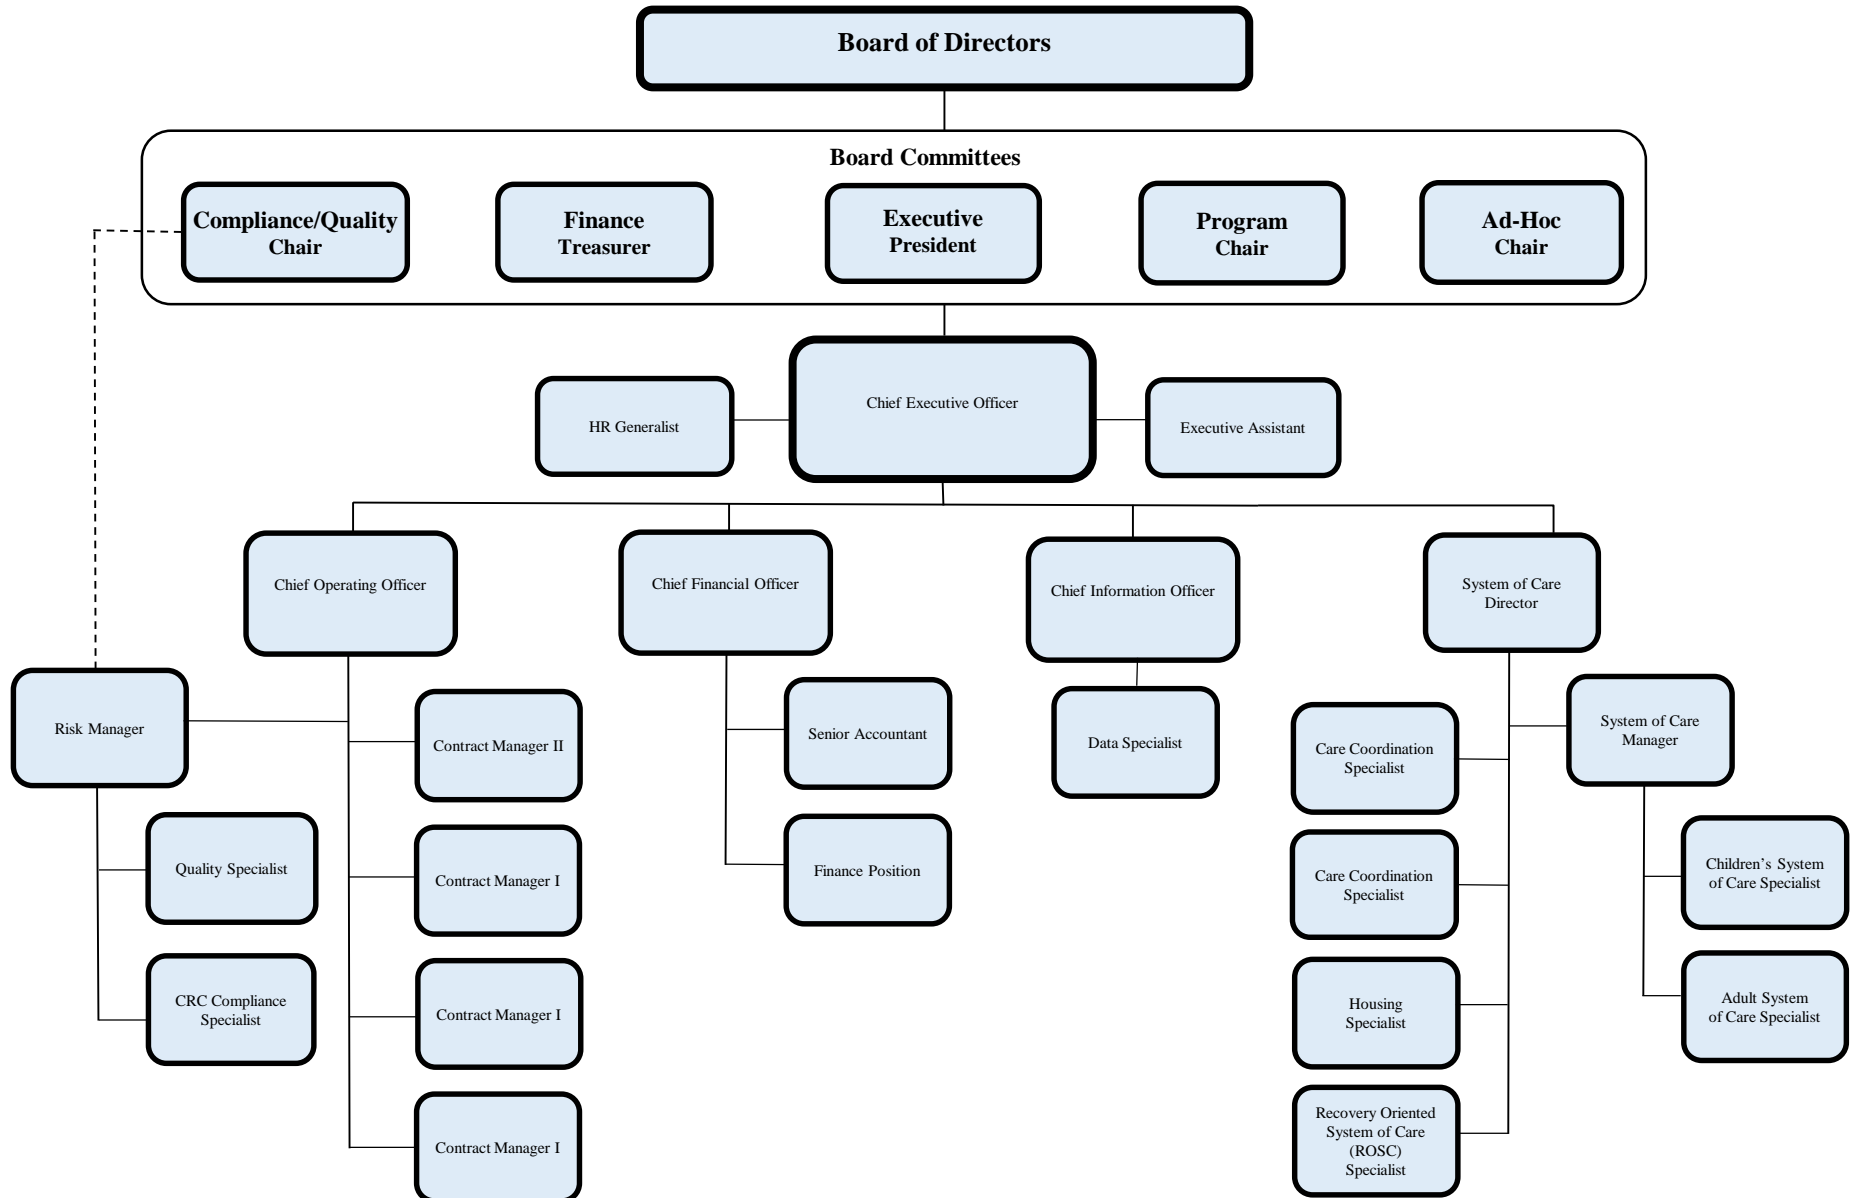 Board of Directors
Board Committees
Compliance/Quality
Chair
Finance
Treasurer
Executive
President
Program
Chair
Ad-Hoc
Chair
Chief Executive Officer
HR Generalist
Executive Assistant
Chief Operating Officer
Chief Financial Officer
Chief Information Officer
System of Care
Director
Risk Manager
Contract Manager II
Senior Accountant
Data Specialist
Care Coordination
Specialist
System of Care
Manager
Quality Specialist
Contract Manager I
Finance Position
Care Coordination
Specialist
Children’s System
of Care Specialist
CRC Compliance
Specialist
Contract Manager I
Housing
Specialist
Adult System
of Care Specialist
Contract Manager I
Recovery Oriented
System of Care
(ROSC)
Specialist